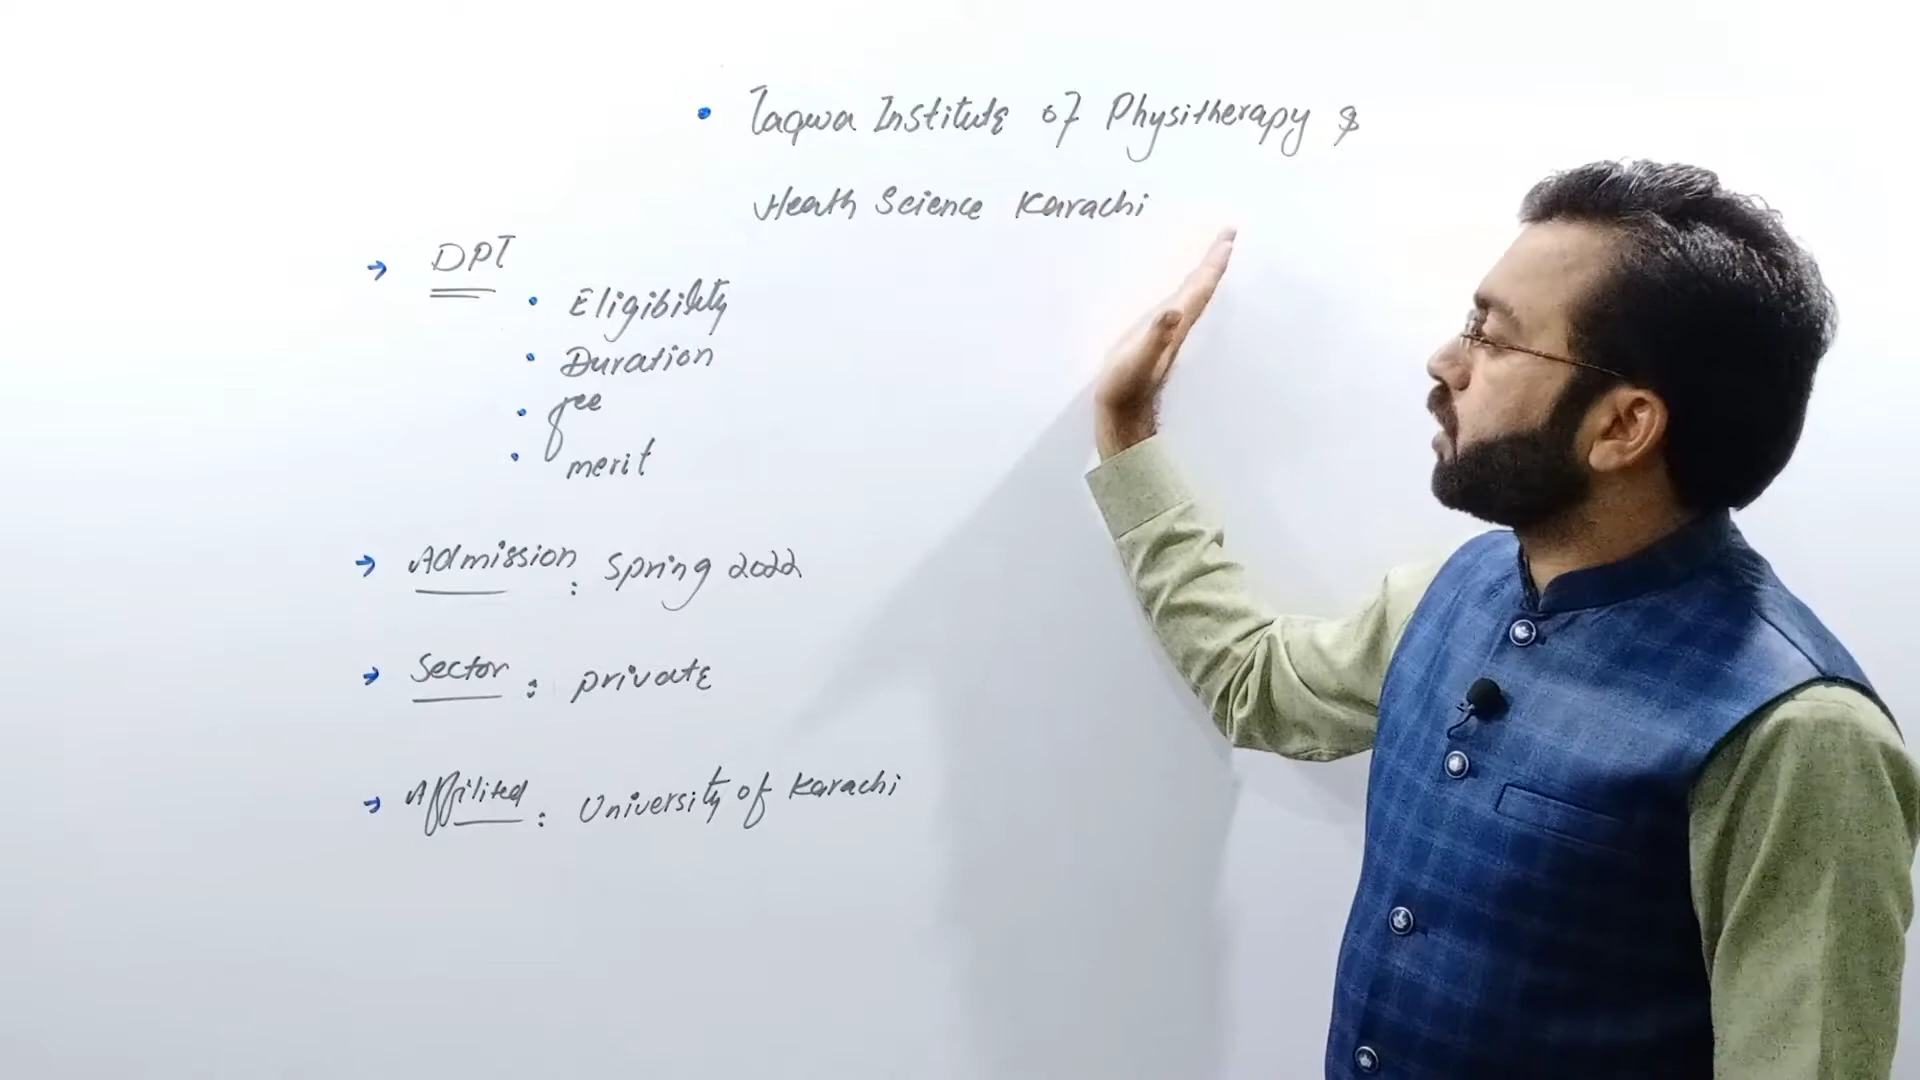 • Taqwa Institute of Physitherapy &
Health Science Karachi
→ DPT
• Eligibility
• Duration
• fee
• merit
→ Admission : Spring 2022
→ Sector : private
→ Affilited : University of Karachi